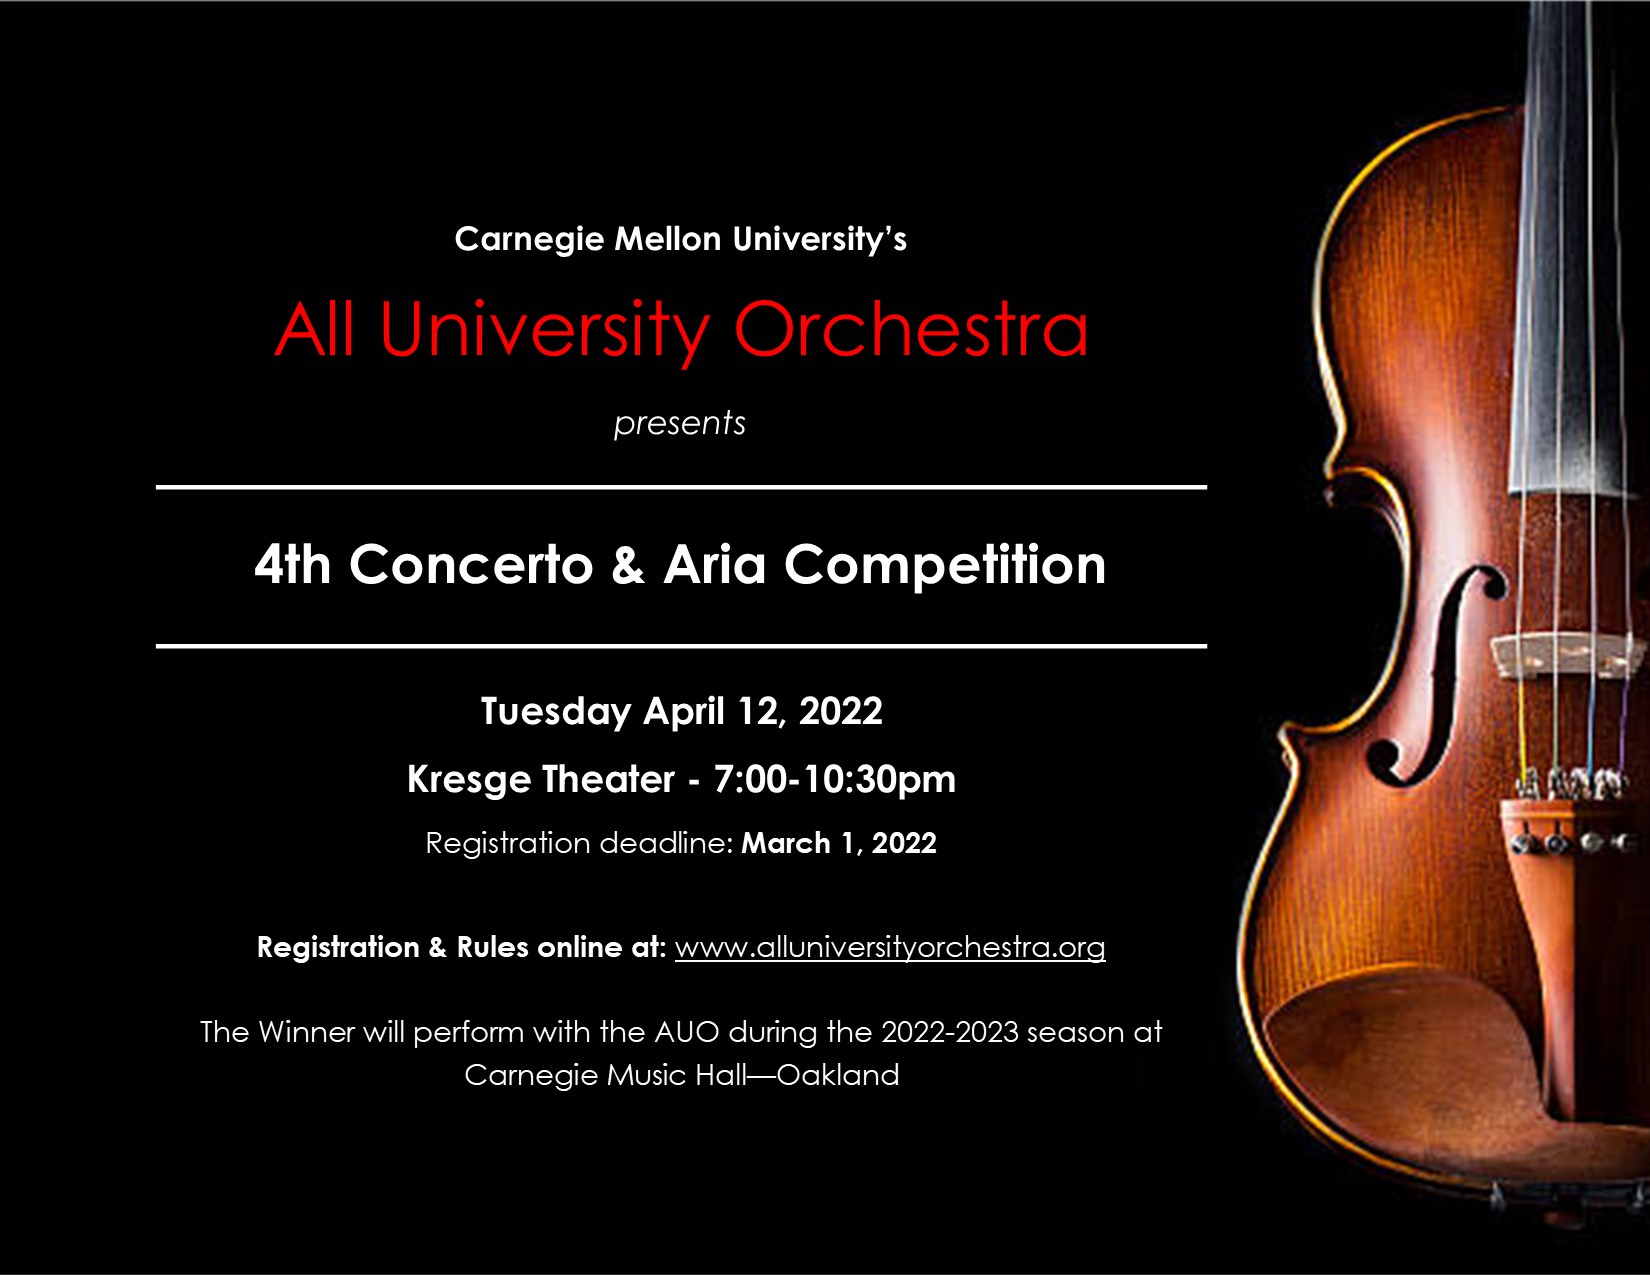 Carnegie Mellon University’s
All University Orchestra
presents
4th Concerto & Aria Competition
Tuesday April 12, 2022
Kresge Theater - 7:00-10:30pm
Registration deadline: March 1, 2022
Registration & Rules online at: www.alluniversityorchestra.org
The Winner will perform with the AUO during the 2022-2023 season at
Carnegie Music Hall—Oakland